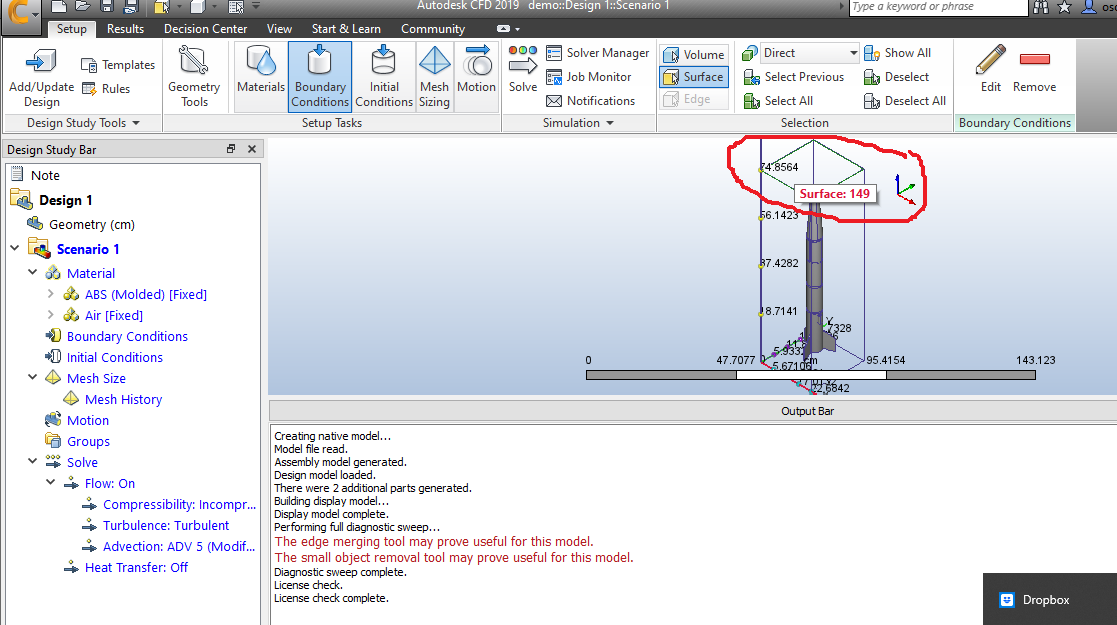 Autodesk CFD 2019 demo::Design 1::Scenario 1
Type a keyword or phrase
Setup Results Decision Center View Start & Learn Community
Add/Update Design
Templates
Rules
Design Study Tools
Geometry Tools
Materials
Boundary Conditions
Initial Conditions
Mesh Sizing
Motion
Setup Tasks
Solve
Solver Manager
Job Monitor
Notifications
Simulation
Volume
Surface
Edge
Direct
Select Previous
Select All
Show All
Deselect
Deselect All
Selection
Edit
Remove
Boundary Conditions
Design Study Bar
Note
Design 1
Geometry (cm)
Scenario 1
Material
ABS (Molded) [Fixed]
Air [Fixed]
Boundary Conditions
Initial Conditions
Mesh Size
Mesh History
Motion
Groups
Solve
Flow: On
Compressibility: Incompr...
Turbulence: Turbulent
Advection: ADV 5 (Modif...
Heat Transfer: Off
74.8564
Surface: 149
56.1423
37.4282
18.7141
0 47.7077 95.4154 143.123
5.67106
22.6842
Output Bar
Creating native model...
Model file read.
Assembly model generated.
Design model loaded.
There were 2 additional parts generated.
Building display model...
Display model complete.
Performing full diagnostic sweep...
The edge merging tool may prove useful for this model.
The small object removal tool may prove useful for this model.
Diagnostic sweep complete.
License check.
License check complete.
Dropbox